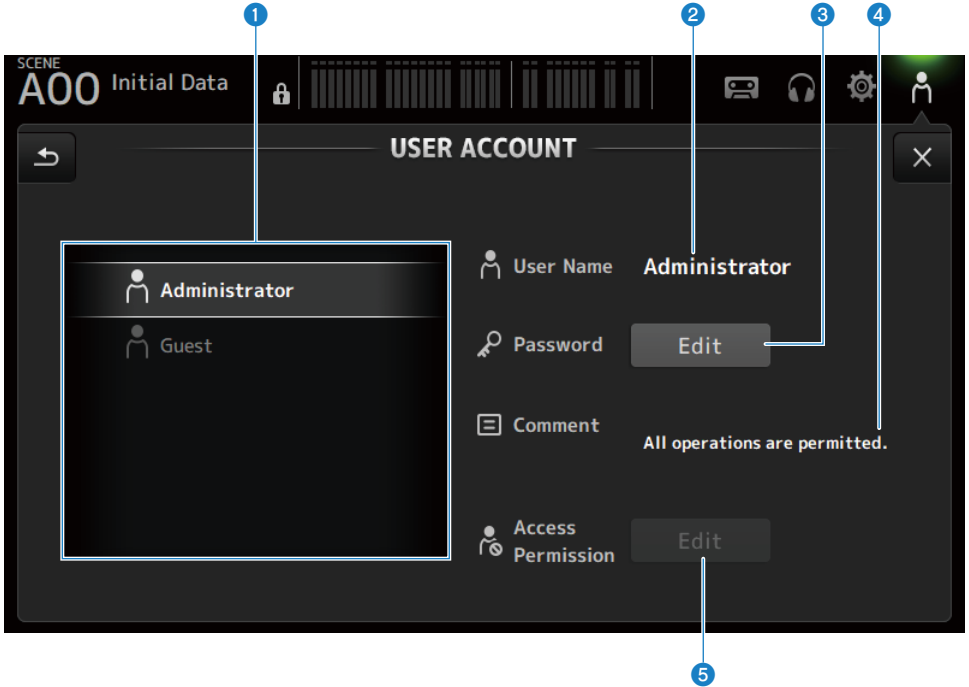 1 2 3 4
SCENE
A00 Initial Data
USER ACCOUNT
Administrator
Guest
User Name Administrator
Password Edit
Comment
All operations are permitted.
Access
Permission
Edit
5